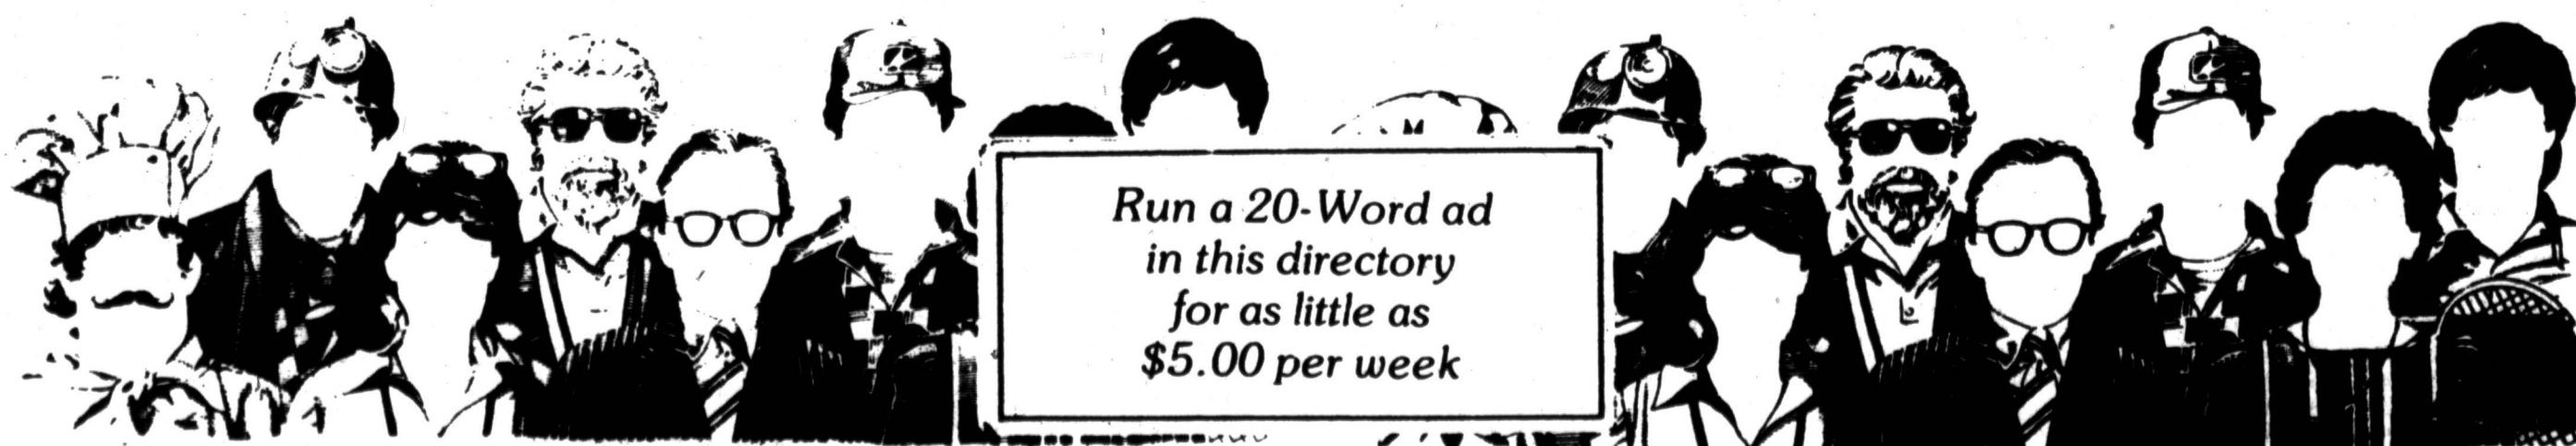 Run a 20-Word ad
in this directory
for as little as
$5.00 per week